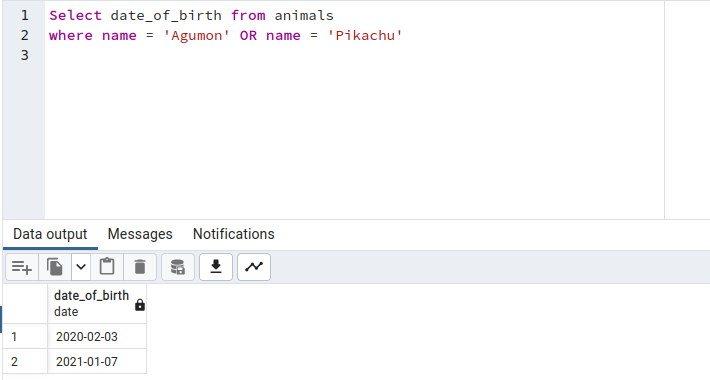 1 Select date_of_birth from animals
2 where name = 'Agumon' OR name = 'Pikachu'
3
Data output Messages Notifications
date_of_birth
date
1 2020-02-03
2 2021-01-07